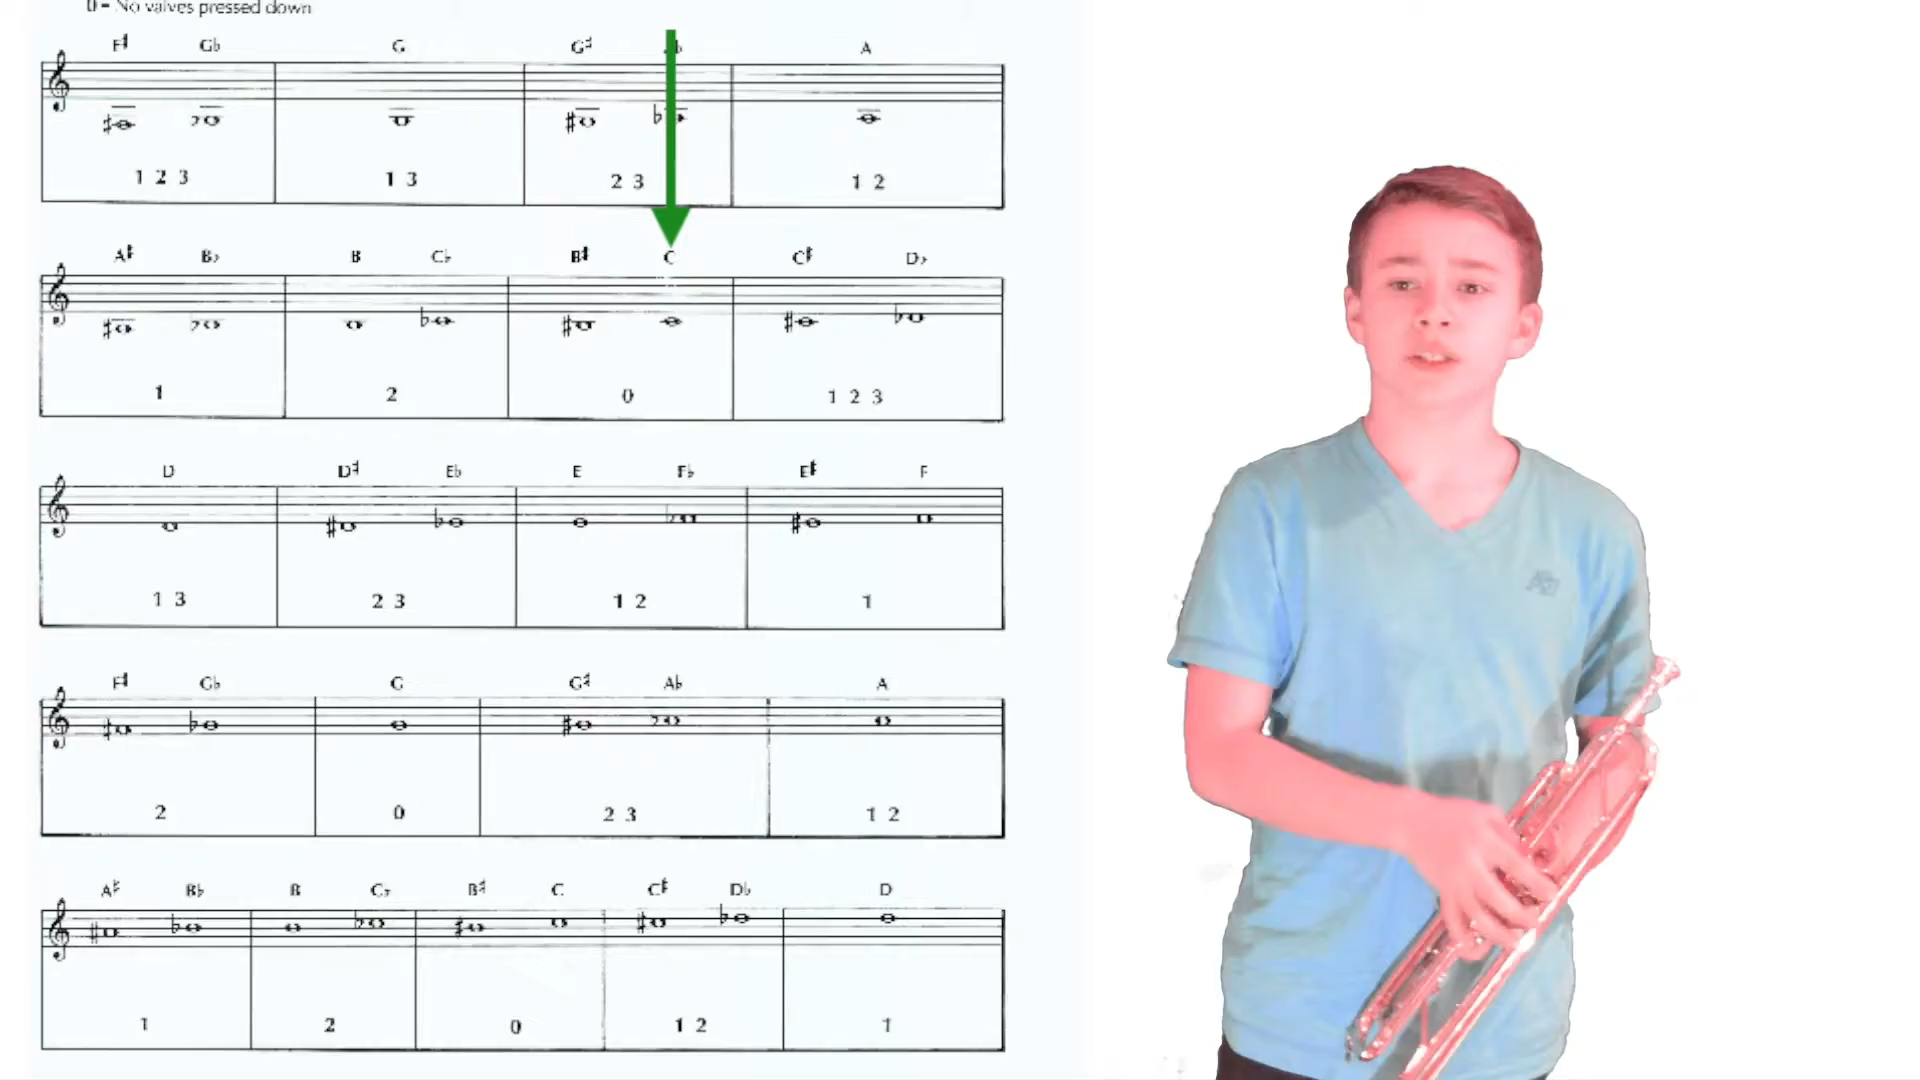 0 = No valves pressed down
F♯ G♭ G G♯ A♭ A
1 2 3 1 3 2 3 1 2
A♯ B♭ B C♭ B♯ C C♯ D♭
1 2 0 1 2 3
D D♯ E♭ E F♭ E♯ F
1 3 2 3 1 2 1
F♯ G♭ G G♯ A♭ A
2 0 2 3 1 2
A♯ B♭ B C♭ B♯ C C♯ D♭ D
1 2 0 1 2 1